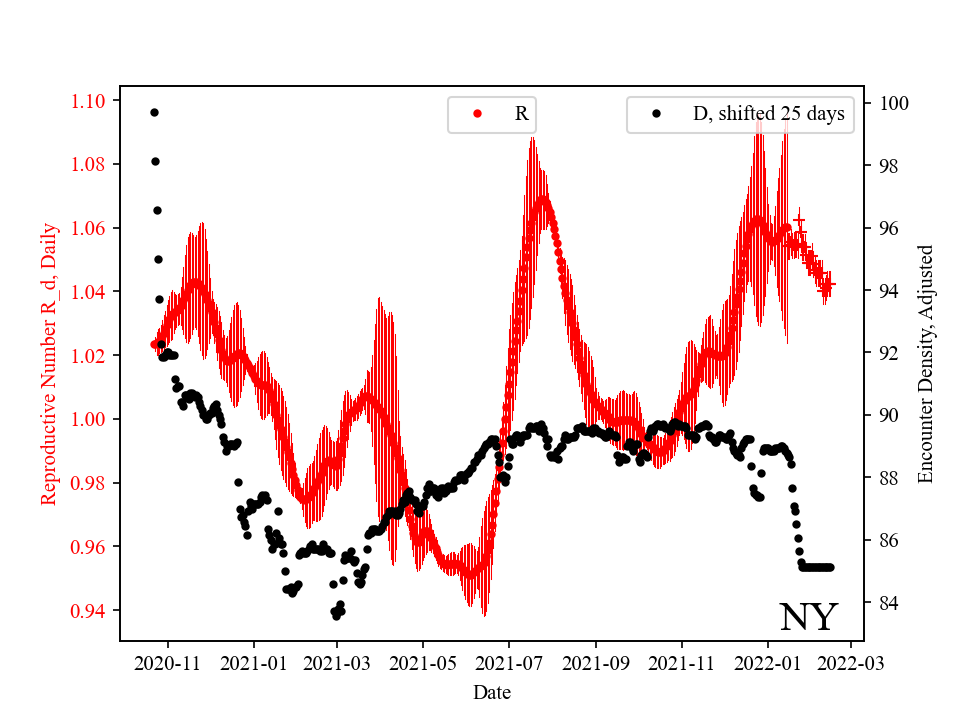 R
D, shifted 25 days
1.10
1.08
1.06
1.04
1.02
1.00
0.98
0.96
0.94
Reproductive Number R_d, Daily
100
98
96
94
92
90
88
86
84
Encounter Density, Adjusted
NY
2020-11 2021-01 2021-03 2021-05 2021-07 2021-09 2021-11 2022-01 2022-03
Date